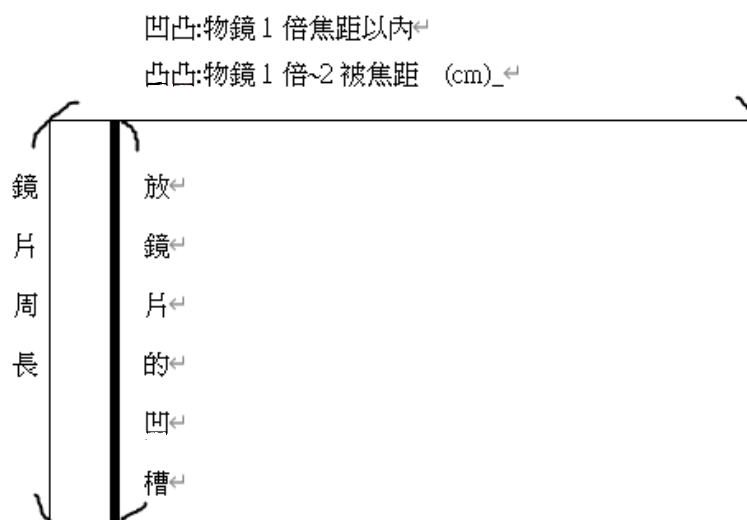 凹凸:物鏡1倍焦距以內↵
凸凸:物鏡1倍~2被焦距 (cm)_↵
鏡片周長
放↵
鏡↵
片↵
的↵
凹↵
槽↵